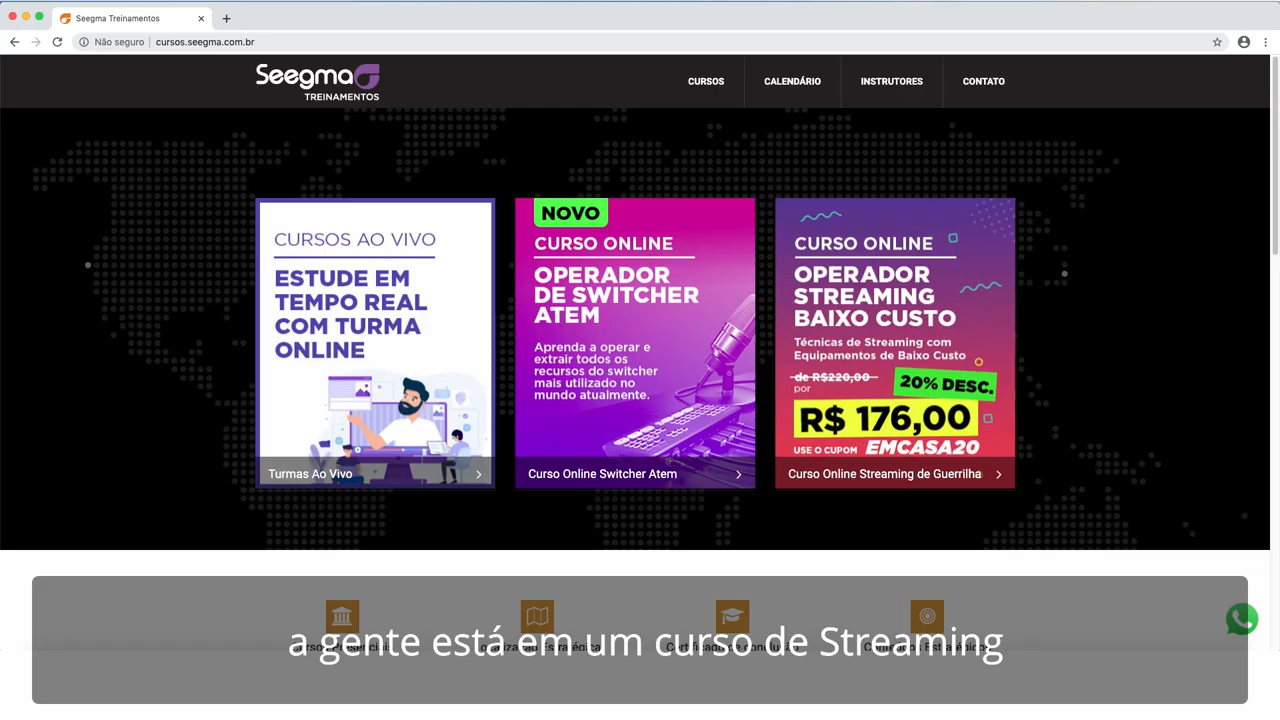 Seegma Treinamentos
Não seguro
cursos.seegma.com.br
Seegma
TREINAMENTOS
CURSOS
CALENDÁRIO
INSTRUTORES
CONTATO
CURSOS AO VIVO
ESTUDE EM
TEMPO REAL
COM TURMA
ONLINE
Turmas Ao Vivo
NOVO
CURSO ONLINE
OPERADOR
DE SWITCHER
ATEM
Aprenda a operar e
extrair todos os
recursos do switcher
mais utilizado no
mundo atualmente.
Curso Online Switcher Atem
CURSO ONLINE
OPERADOR
STREAMING
BAIXO CUSTO
Técnicas de Streaming com
Equipamentos de Baixo Custo
de R$220,00
por
20% DESC.
R$ 176,00
USE O CUPOM EMCASA20
Curso Online Streaming de Guerrilha
a gente está em um curso de Streaming